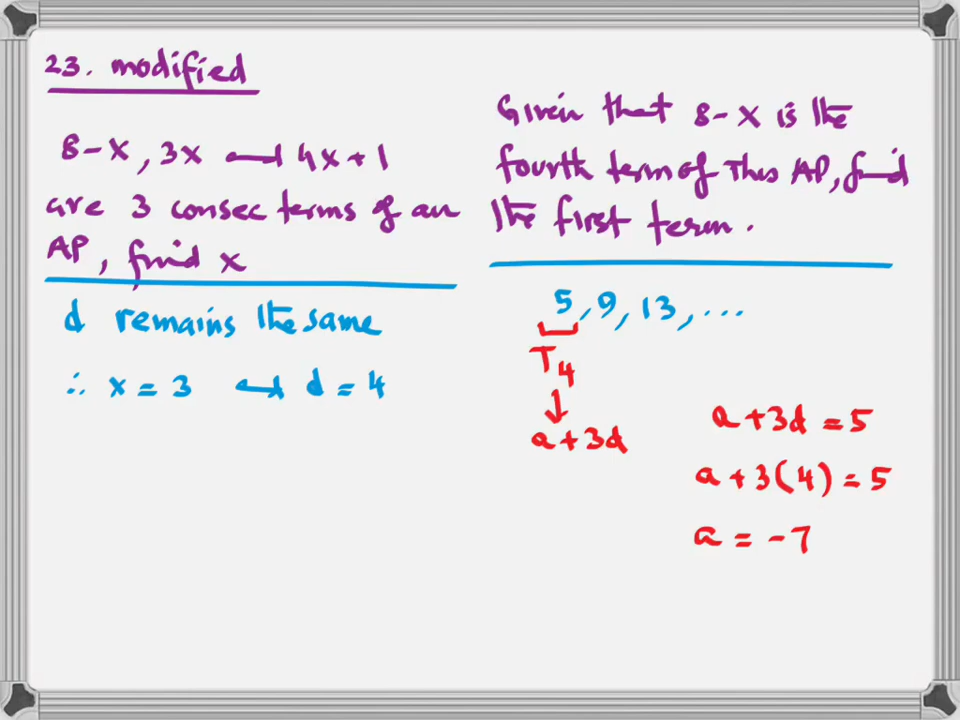 23. modified
8-x, 3x and 4x+1
are 3 consec terms of an
AP, find x
d remains the same
∴ x = 3 and d = 4
Given that 8-x is the
fourth term of this AP, find
the first term.
5, 9, 13, ...
T4
↓
a+3d
a+3d = 5
a+3(4) = 5
a = -7